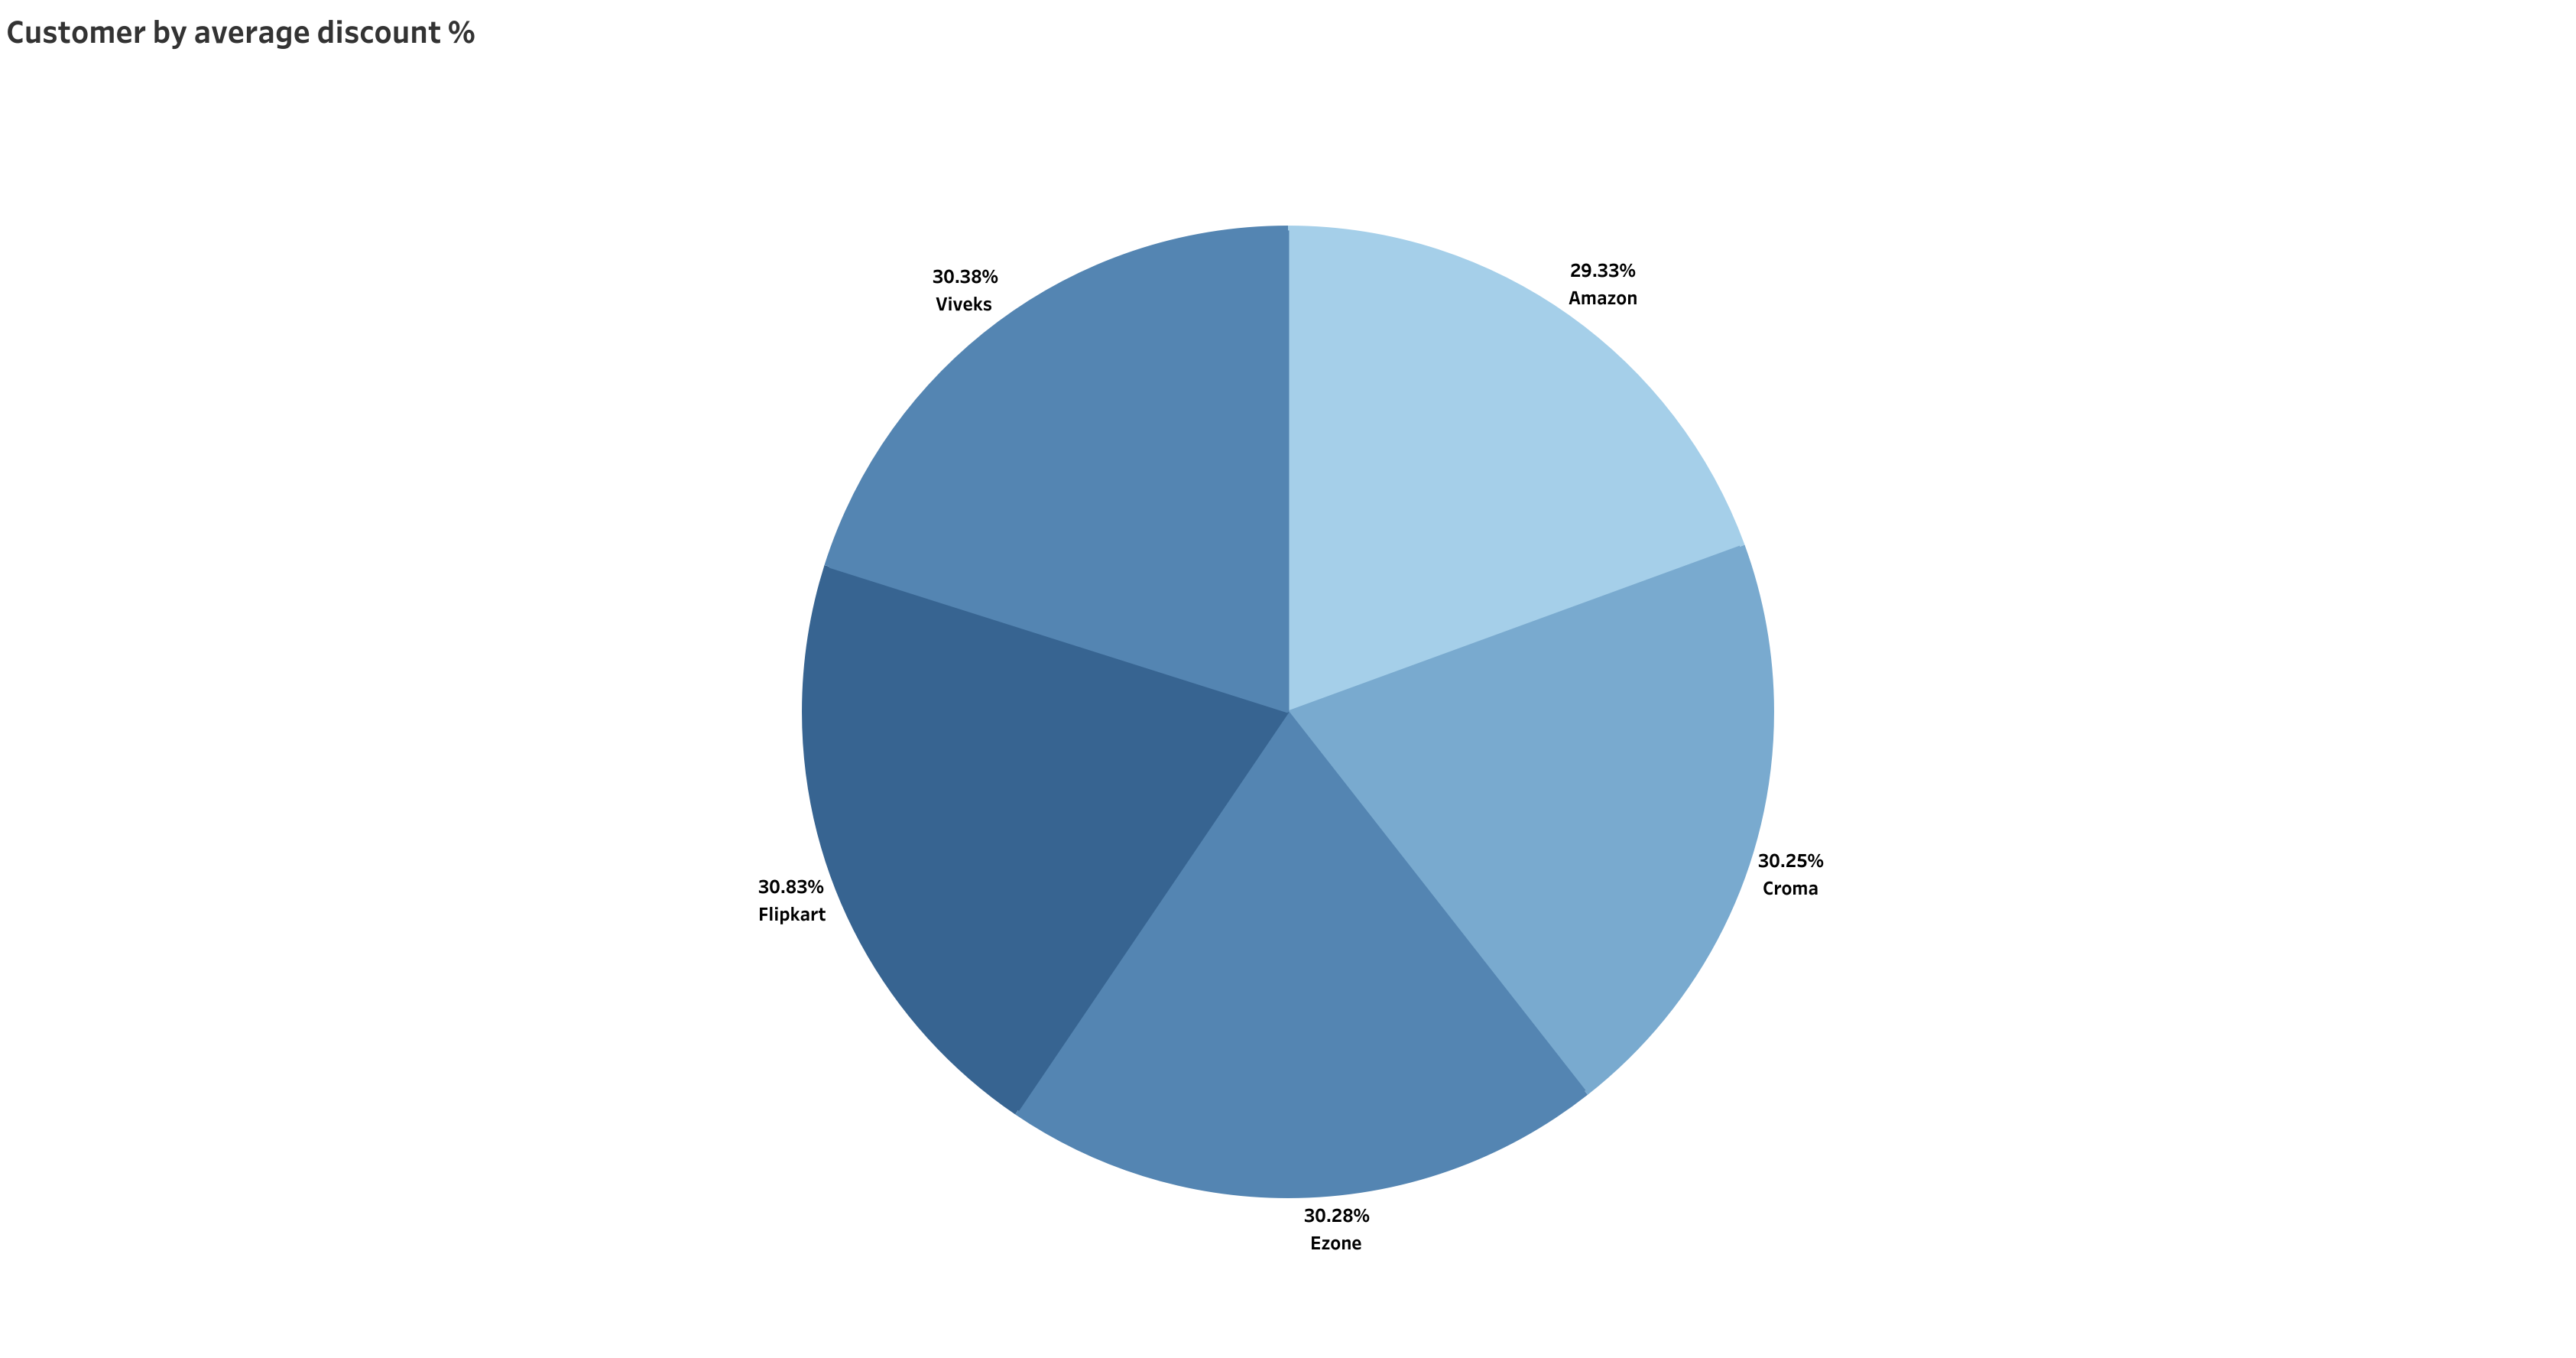 Customer by average discount %
29.33%
Amazon
30.38%
Viveks
30.25%
Croma
30.83%
Flipkart
30.28%
Ezone